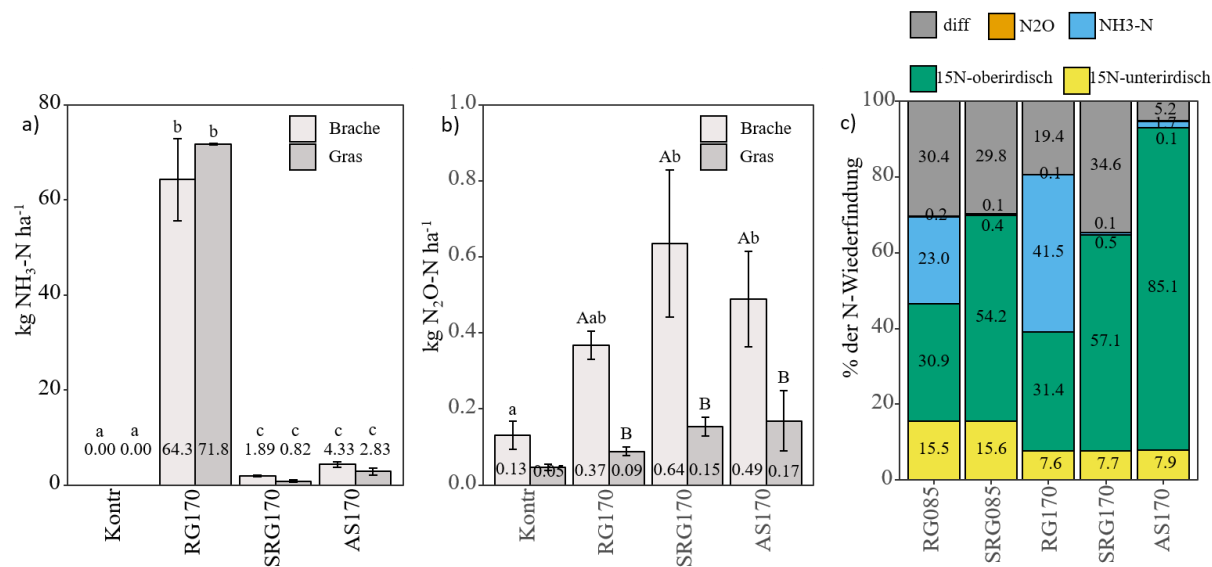 a)
kg NH₃-N ha⁻¹
80
60
40
20
0
Brache
Gras
a a
0.00 0.00
b b
64.3 71.8
c c
1.89 0.82
c c
4.33 2.83
Kontr
RG170
SRG170
AS170
b)
kg N₂O-N ha⁻¹
1.0
0.8
0.6
0.4
0.2
0.0
Brache
Gras
a
0.13 0.05
Aab
B
0.37 0.09
Ab
B
0.64 0.15
Ab
B
0.49 0.17
Kontr
RG170
SRG170
AS170
diff N2O NH3-N
15N-oberirdisch 15N-unterirdisch
c)
% der N-Wiederfindung
100
80
60
40
20
0
30.4
0.2
23.0
30.9
15.5
29.8
0.1
0.4
54.2
15.6
19.4
0.1
41.5
31.4
7.6
34.6
0.1
0.5
57.1
7.7
5.2
1.7
0.1
85.1
7.9
RG085
SRG085
RG170
SRG170
AS170